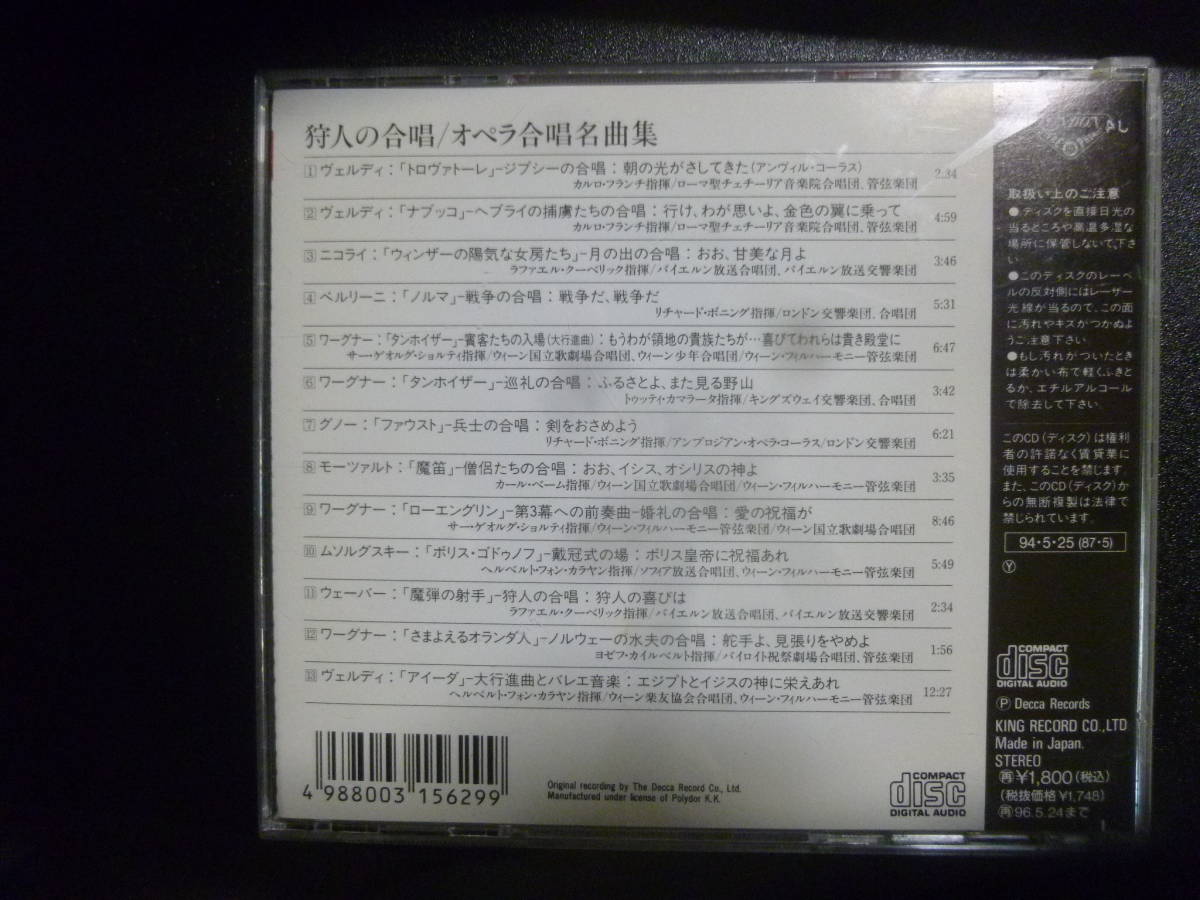 狩人の合唱/オペラ合唱名曲集
1 ヴェルディ：「トロヴァトーレ」-ジプシーの合唱：朝の光がさしてきた(アンヴィル・コーラス) 2:34
カルロ・フランチ指揮/ローマ聖チェチーリア音楽院合唱団、管弦楽団
2 ヴェルディ：「ナブッコ」-ヘブライの捕虜たちの合唱：行け、わが思いよ、金色の翼に乗って 4:59
カルロ・フランチ指揮/ローマ聖チェチーリア音楽院合唱団、管弦楽団
3 ニコライ：「ウィンザーの陽気な女房たち」-月の出の合唱：おお、甘美な月よ 3:46
ラファエル・クーベリック指揮/バイエルン放送合唱団、バイエルン放送交響楽団
4 ベルリーニ：「ノルマ」-戦争の合唱：戦争だ、戦争だ 5:31
リチャード・ボニング指揮/ロンドン交響楽団、合唱団
5 ワーグナー：「タンホイザー」-賓客たちの入場(大行進曲)：もうわが領地の貴族たちが…喜びてわれらは貴き殿堂に 6:47
サー・ゲオルグ・ショルティ指揮/ウィーン国立歌劇場合唱団、ウィーン少年合唱団/ウィーン・フィルハーモニー管弦楽団
6 ワーグナー：「タンホイザー」-巡礼の合唱：ふるさとよ、また見る野山 3:42
トゥッティ・カマラータ指揮/キングズウェイ交響楽団、合唱団
7 グノー：「ファウスト」-兵士の合唱：剣をおさめよう 6:21
リチャード・ボニング指揮/アンブロジアン・オペラ・コーラス/ロンドン交響楽団
8 モーツァルト：「魔笛」-僧侶たちの合唱：おお、イシス、オシリスの神よ 3:35
カール・ベーム指揮/ウィーン国立歌劇場合唱団/ウィーン・フィルハーモニー管弦楽団
9 ワーグナー：「ローエングリン」-第3幕への前奏曲-婚礼の合唱：愛の祝福が 8:46
サー・ゲオルグ・ショルティ指揮/ウィーン・フィルハーモニー管弦楽団/ウィーン国立歌劇場合唱団
10 ムソルグスキー：「ボリス・ゴドゥノフ」-戴冠式の場：ボリス皇帝に祝福あれ 5:49
ヘルベルト・フォン・カラヤン指揮/ソフィア放送合唱団、ウィーン・フィルハーモニー管弦楽団
11 ウェーバー：「魔弾の射手」-狩人の合唱：狩人の喜びは 2:34
ラファエル・クーベリック指揮/バイエルン放送合唱団、バイエルン放送交響楽団
12 ワーグナー：「さまよえるオランダ人」-ノルウェーの水夫の合唱：舵手よ、見張りをやめよ 1:56
ヨゼフ・カイルベルト指揮/バイロイト祝祭劇場合唱団、管弦楽団
13 ヴェルディ：「アイーダ」-大行進曲とバレエ音楽：エジプトとイジスの神に栄えあれ 12:27
ヘルベルト・フォン・カラヤン指揮/ウィーン楽友協会合唱団、ウィーン・フィルハーモニー管弦楽団
4 988003 156299
Original recording by The Decca Record Co., Ltd.
Manufactured under license of Polydor K.K.
COMPACT
disc
DIGITAL AUDIO
取扱い上のご注意
●ディスクを直接日光の
当るところや高温多湿な
場所に保管しないで下さ
い。
●このディスクのレーベ
ルの反対側にはレーザー
光線が当るので、この面
に汚れやキズがつかぬよ
うご注意下さい。
●もし汚れがついたとき
は柔かい布で軽くふきと
るか、エチルアルコール
で除去して下さい。
このCD(ディスク)は権利
者の許諾なく賃貸業に
使用することを禁じます。
また、このCD(ディスク)か
らの無断複製は法律で
禁じられています。
94・5・25 (87・5)
Ⓨ
COMPACT
disc
DIGITAL AUDIO
Ⓟ Decca Records
KING RECORD CO.,LTD
Made in Japan.
STEREO
再¥1,800(税込)
(税抜価格¥1,748)
再96.5.24まで